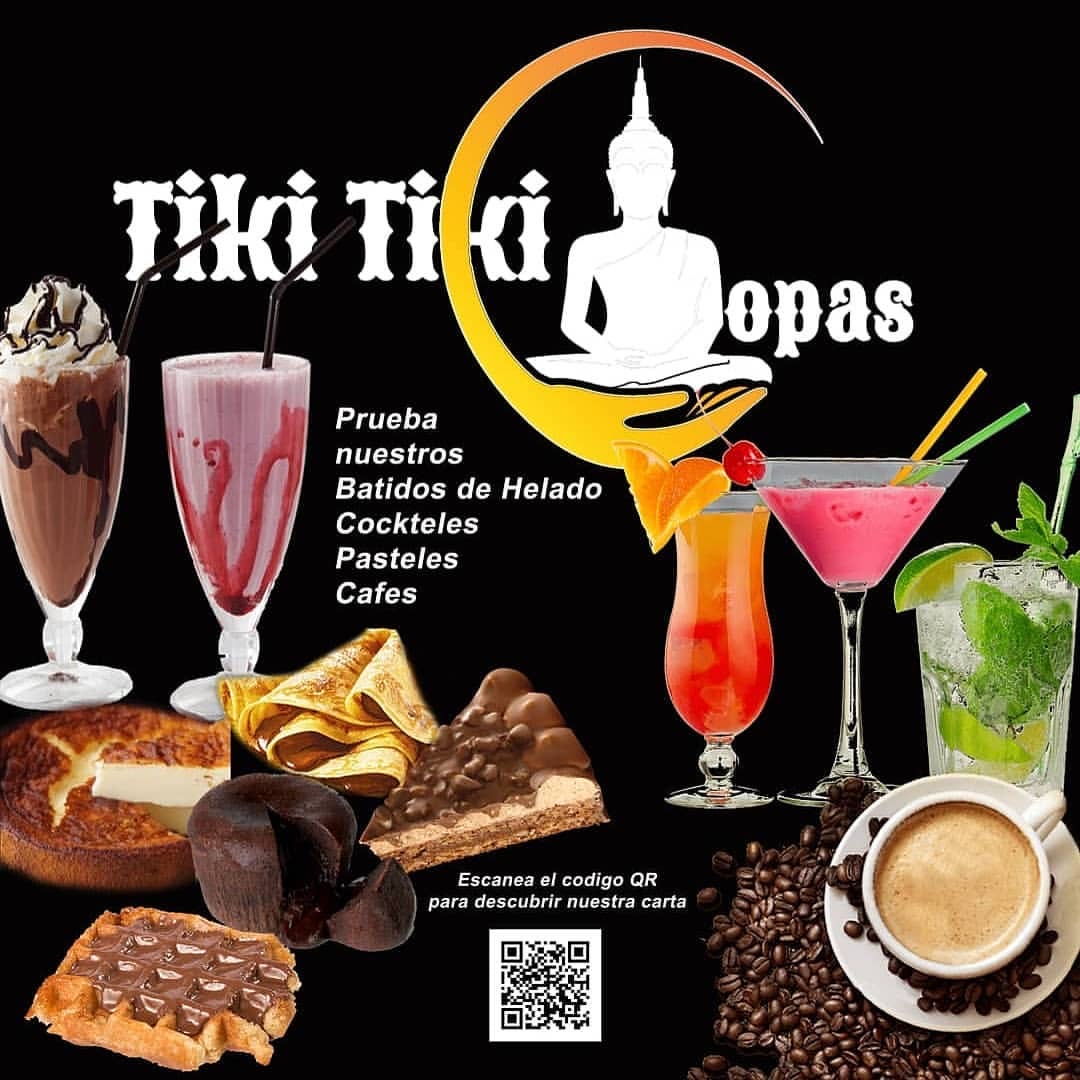 Tiki Tiki
Copas
Prueba
nuestros
Batidos de Helado
Cockteles
Pasteles
Cafes
Escanea el codigo QR
para descubrir nuestra carta